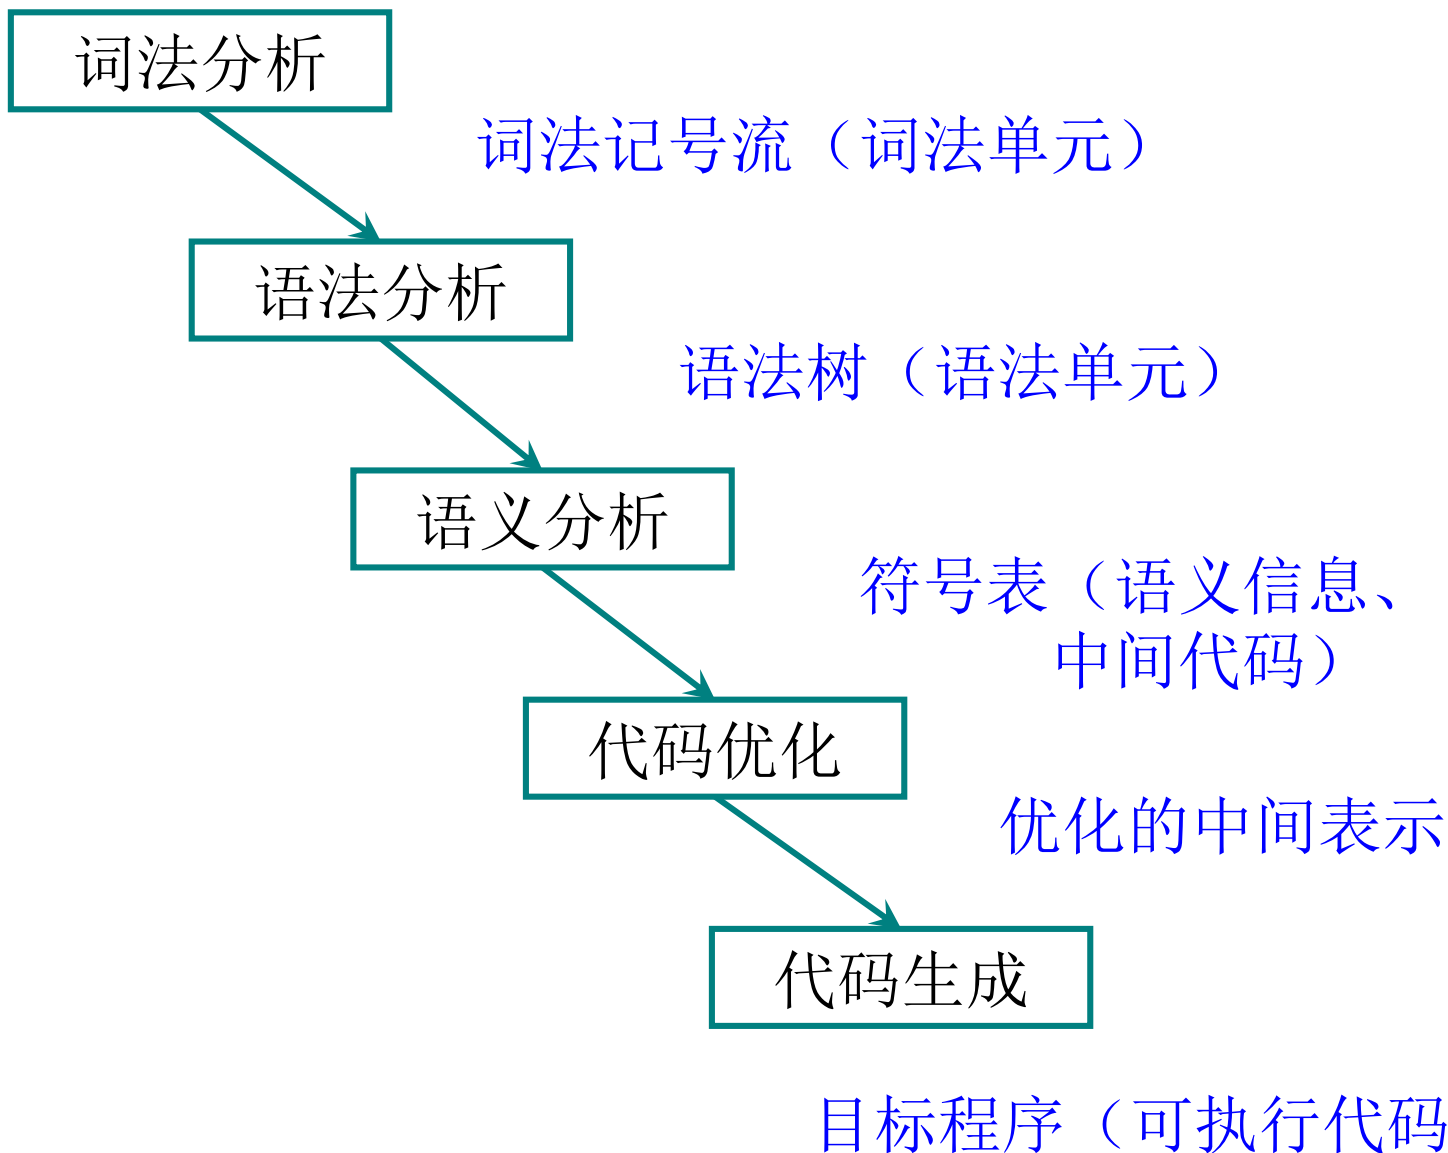 词法分析
词法记号流（词法单元）
语法分析
语法树（语法单元）
语义分析
符号表（语义信息、
中间代码）
代码优化
优化的中间表示
代码生成
目标程序（可执行代码